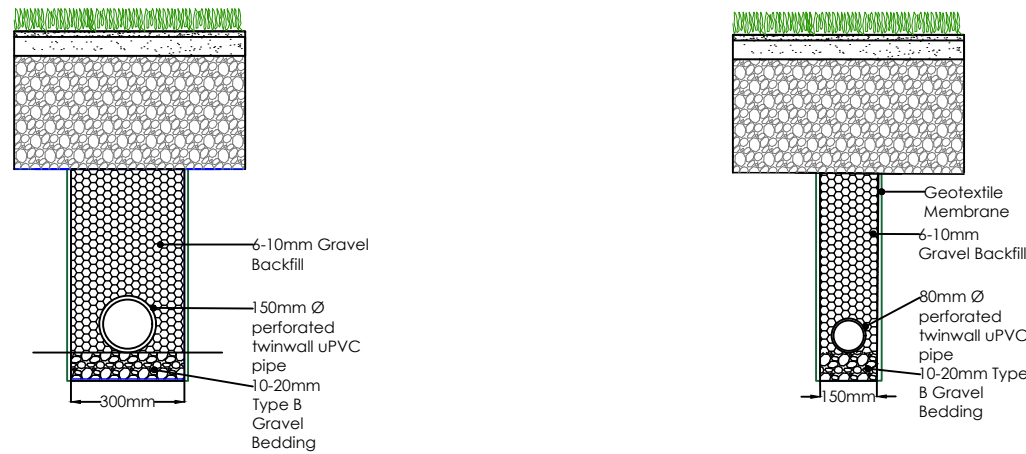 6-10mm Gravel
Backfill
150mm Ø
perforated
twinwall uPVC
pipe
10-20mm
Type B
Gravel
Bedding
300mm
Geotextile
Membrane
6-10mm
Gravel Backfill
80mm Ø
perforated
twinwall uPVC
pipe
10-20mm Type
B Gravel
Bedding
150mm